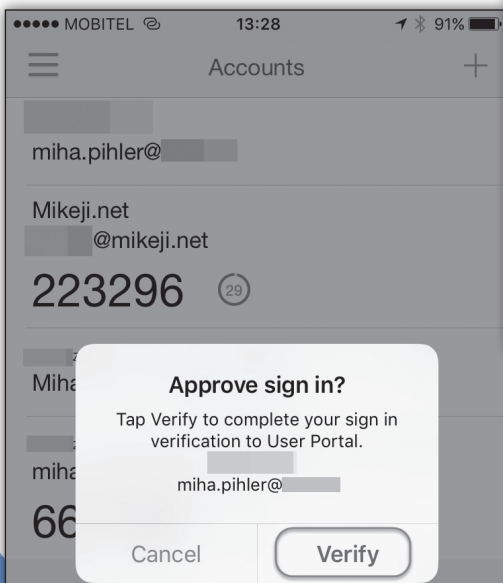 MOBITEL 13:28 91%
Accounts
miha.pihler@
Mikeji.net
@mikeji.net
223296 29
Miha
Approve sign in?
Tap Verify to complete your sign in
verification to User Portal.
miha
miha.pihler@
66
Cancel Verify